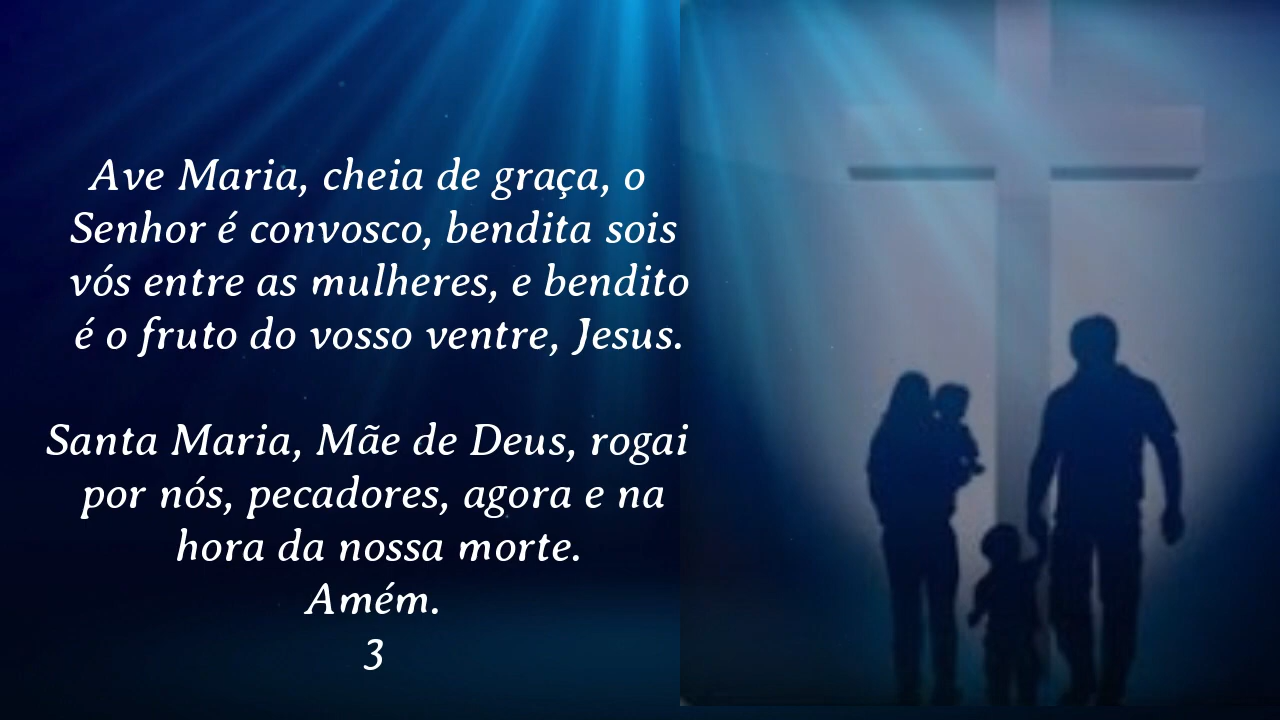 Ave Maria, cheia de graça, o
Senhor é convosco, bendita sois
vós entre as mulheres, e bendito
é o fruto do vosso ventre, Jesus.
Santa Maria, Mãe de Deus, rogai
por nós, pecadores, agora e na
hora da nossa morte.
Amém.
3